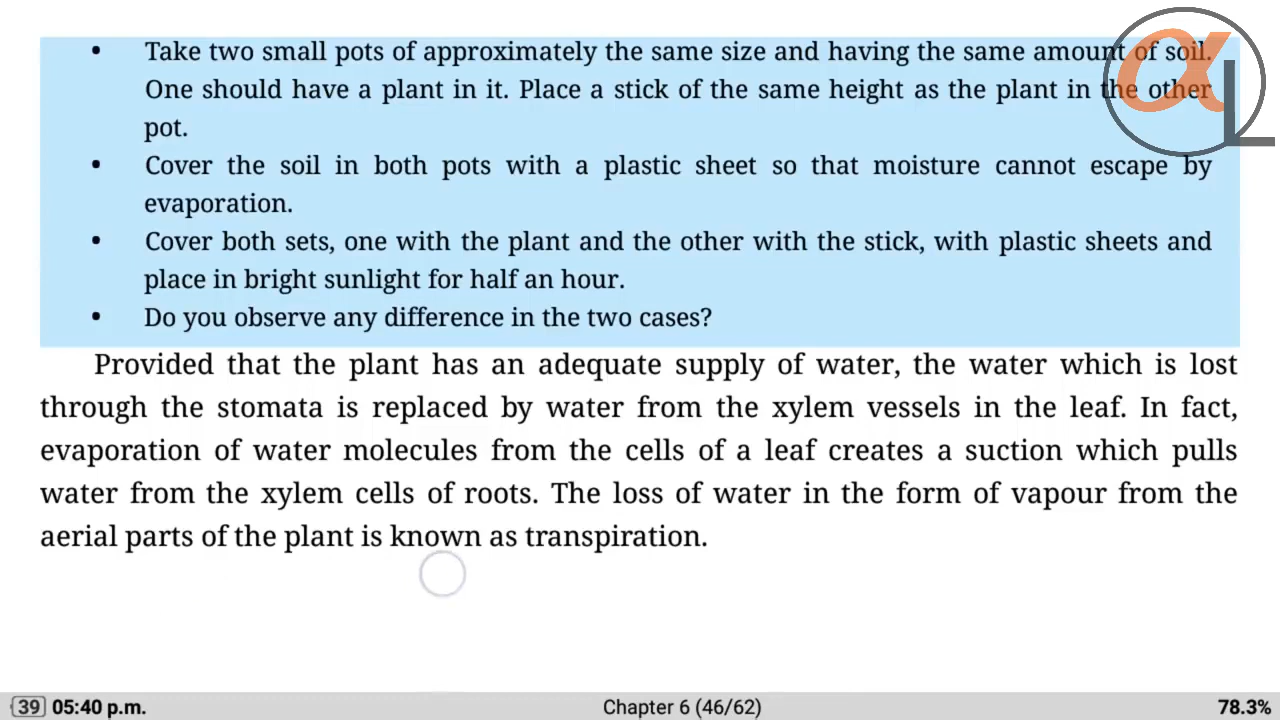 • Take two small pots of approximately the same size and having the same amount of soil.
One should have a plant in it. Place a stick of the same height as the plant in the other
pot.
• Cover the soil in both pots with a plastic sheet so that moisture cannot escape by
evaporation.
• Cover both sets, one with the plant and the other with the stick, with plastic sheets and
place in bright sunlight for half an hour.
• Do you observe any difference in the two cases?
Provided that the plant has an adequate supply of water, the water which is lost
through the stomata is replaced by water from the xylem vessels in the leaf. In fact,
evaporation of water molecules from the cells of a leaf creates a suction which pulls
water from the xylem cells of roots. The loss of water in the form of vapour from the
aerial parts of the plant is known as transpiration.
39 05:40 p.m. Chapter 6 (46/62) 78.3%
αL